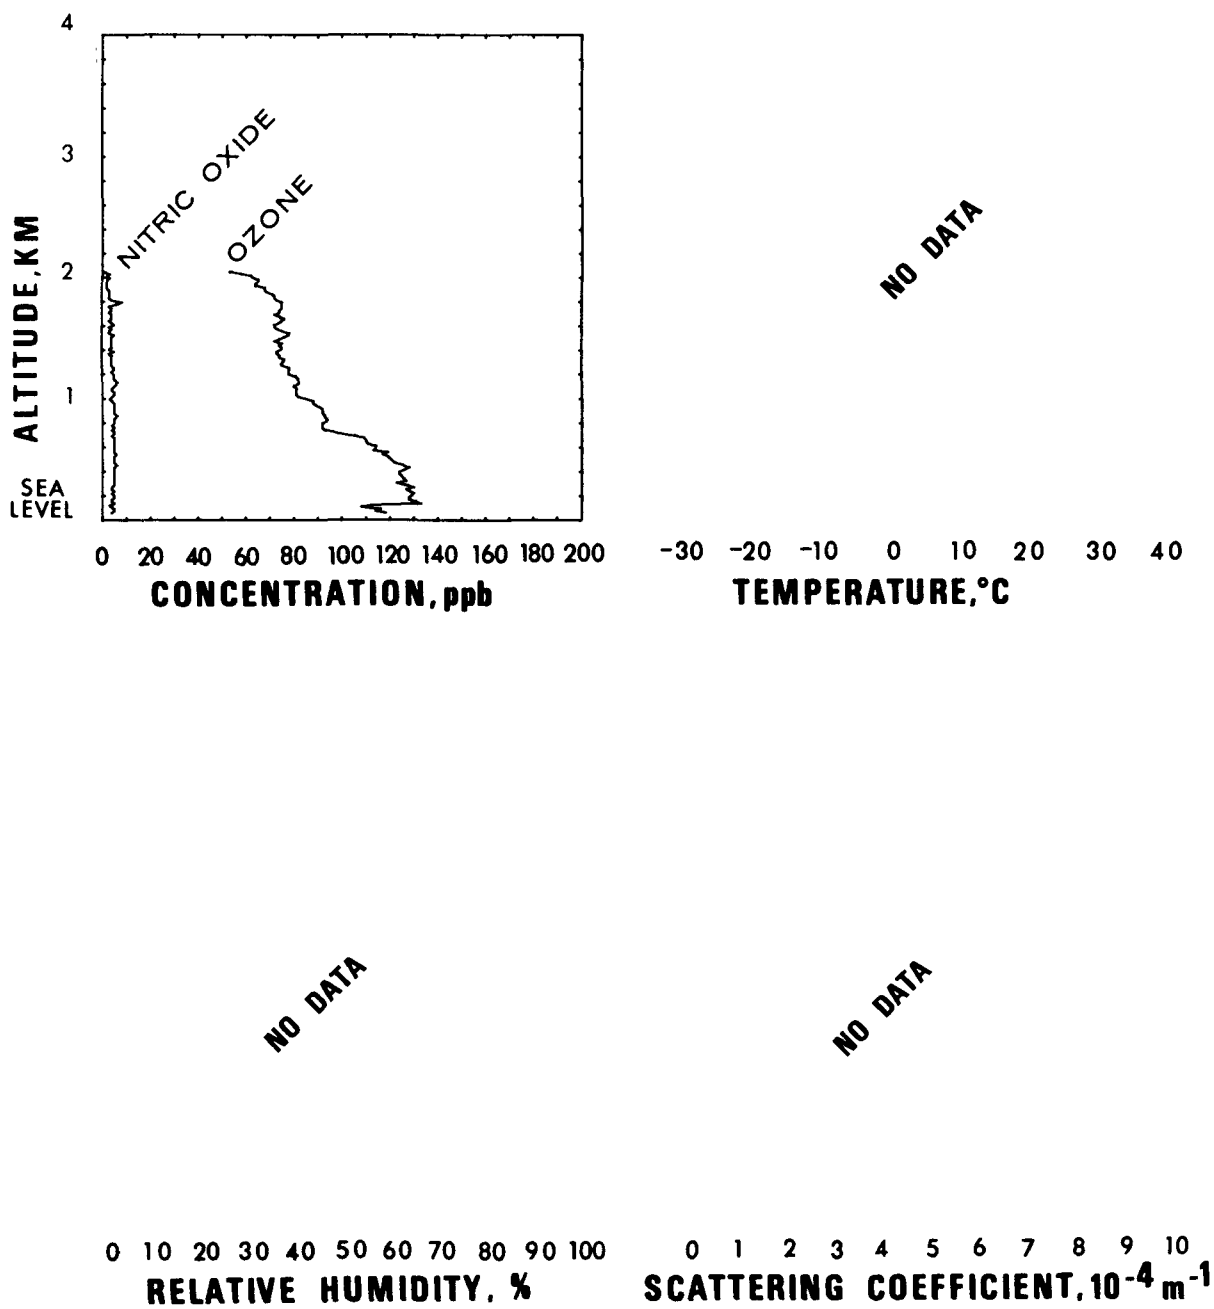 4
3
2
1
SEA
LEVEL
ALTITUDE, KM
NITRIC OXIDE
OZONE
0 20 40 60 80 100 120 140 160 180 200
CONCENTRATION, ppb
NO DATA
-30 -20 -10 0 10 20 30 40
TEMPERATURE, °C
NO DATA
0 10 20 30 40 50 60 70 80 90 100
RELATIVE HUMIDITY, %
NO DATA
0 1 2 3 4 5 6 7 8 9 10
SCATTERING COEFFICIENT, 10⁻⁴ m⁻¹